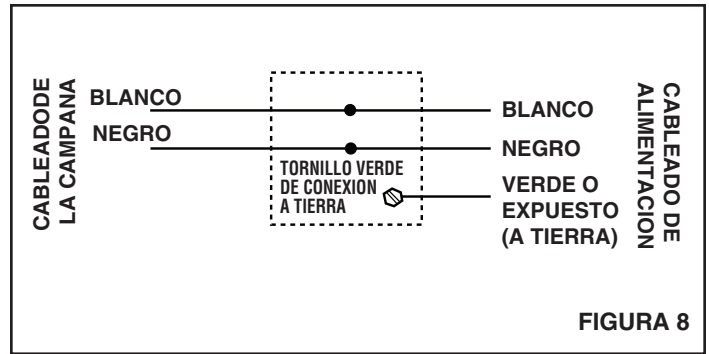 CABLEADODE
LA CAMPANA
BLANCO
NEGRO
TORNILLO VERDE
DE CONEXION
A TIERRA
BLANCO
NEGRO
VERDE O
EXPUESTO
(A TIERRA)
CABLEADO DE
ALIMENTACION
FIGURA 8